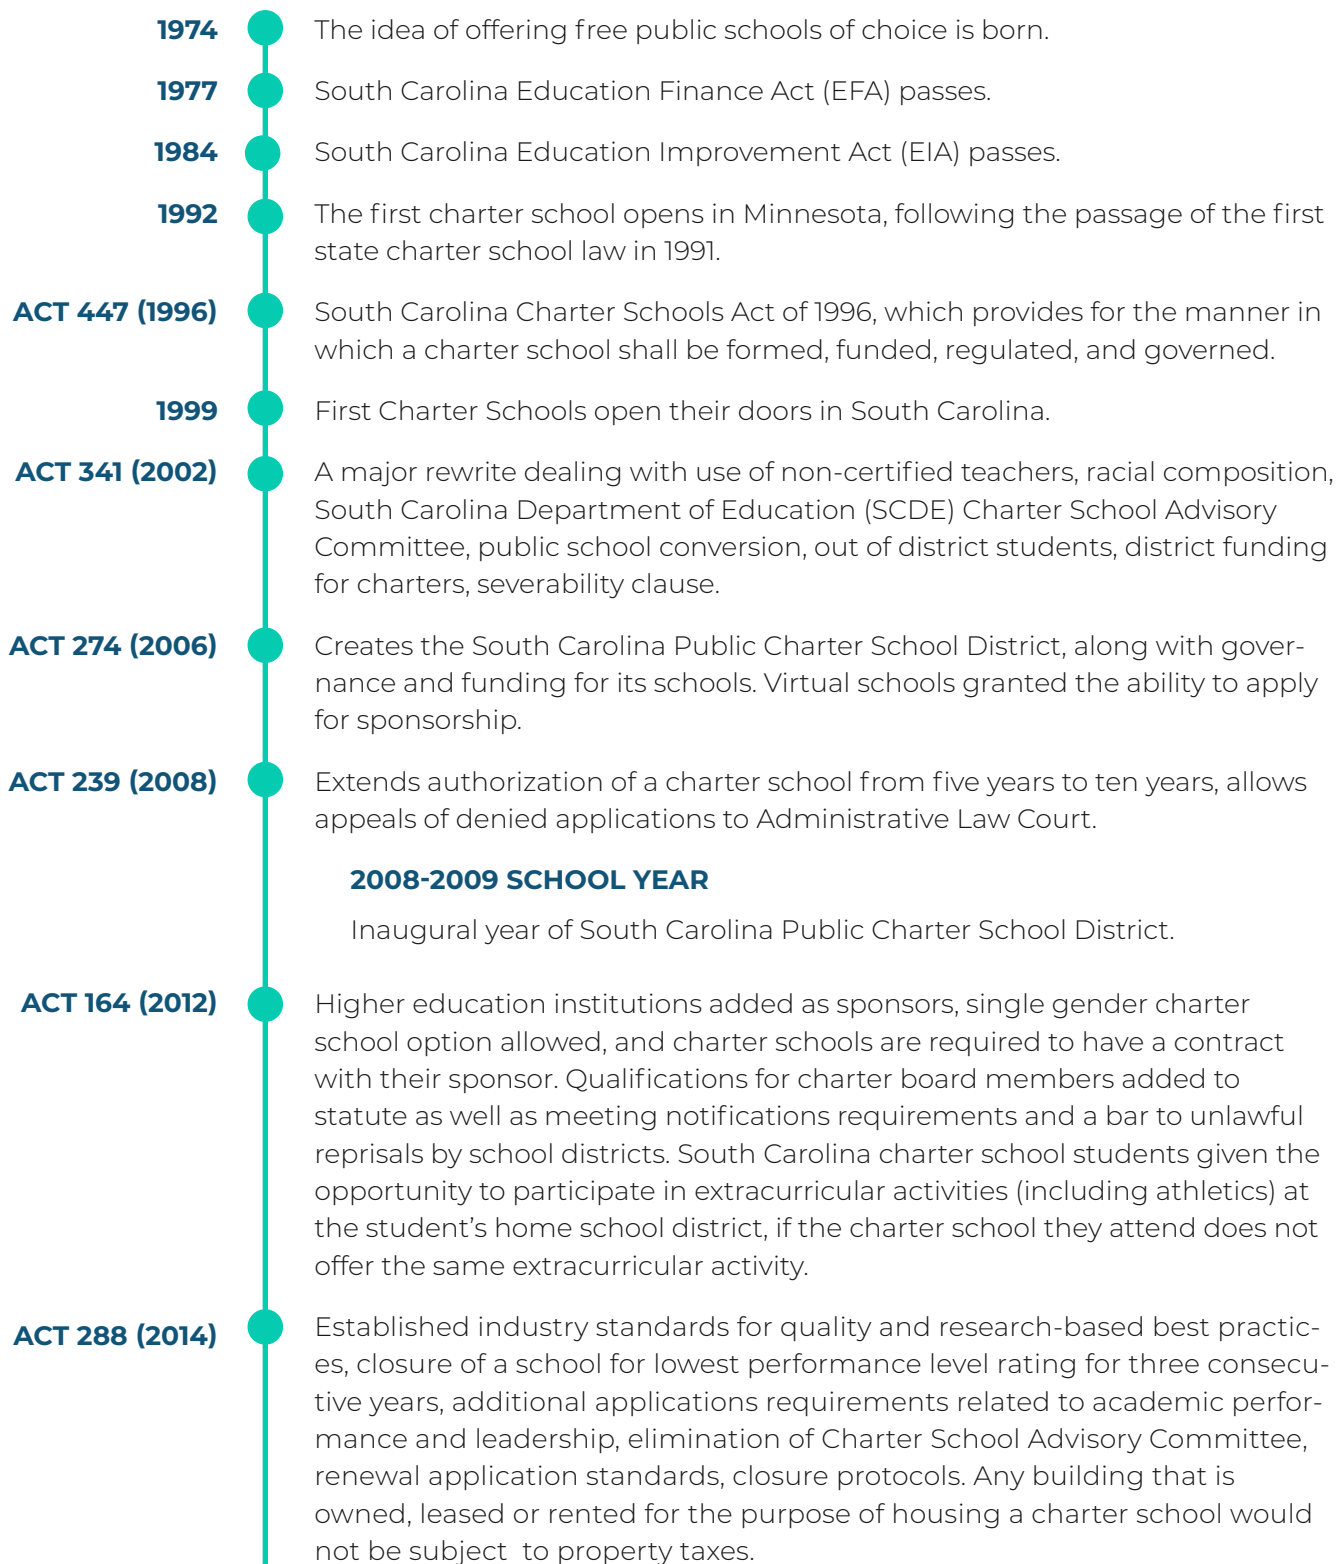 1974 The idea of offering free public schools of choice is born.
1977 South Carolina Education Finance Act (EFA) passes.
1984 South Carolina Education Improvement Act (EIA) passes.
1992 The first charter school opens in Minnesota, following the passage of the first
state charter school law in 1991.
ACT 447 (1996) South Carolina Charter Schools Act of 1996, which provides for the manner in
which a charter school shall be formed, funded, regulated, and governed.
1999 First Charter Schools open their doors in South Carolina.
ACT 341 (2002) A major rewrite dealing with use of non-certified teachers, racial composition,
South Carolina Department of Education (SCDE) Charter School Advisory
Committee, public school conversion, out of district students, district funding
for charters, severability clause.
ACT 274 (2006) Creates the South Carolina Public Charter School District, along with gover-
nance and funding for its schools. Virtual schools granted the ability to apply
for sponsorship.
ACT 239 (2008) Extends authorization of a charter school from five years to ten years, allows
appeals of denied applications to Administrative Law Court.
2008-2009 SCHOOL YEAR
Inaugural year of South Carolina Public Charter School District.
ACT 164 (2012) Higher education institutions added as sponsors, single gender charter
school option allowed, and charter schools are required to have a contract
with their sponsor. Qualifications for charter board members added to
statute as well as meeting notifications requirements and a bar to unlawful
reprisals by school districts. South Carolina charter school students given the
opportunity to participate in extracurricular activities (including athletics) at
the student's home school district, if the charter school they attend does not
offer the same extracurricular activity.
ACT 288 (2014) Established industry standards for quality and research-based best practic-
es, closure of a school for lowest performance level rating for three consecu-
tive years, additional applications requirements related to academic perfor-
mance and leadership, elimination of Charter School Advisory Committee,
renewal application standards, closure protocols. Any building that is
owned, leased or rented for the purpose of housing a charter school would
not be subject to property taxes.